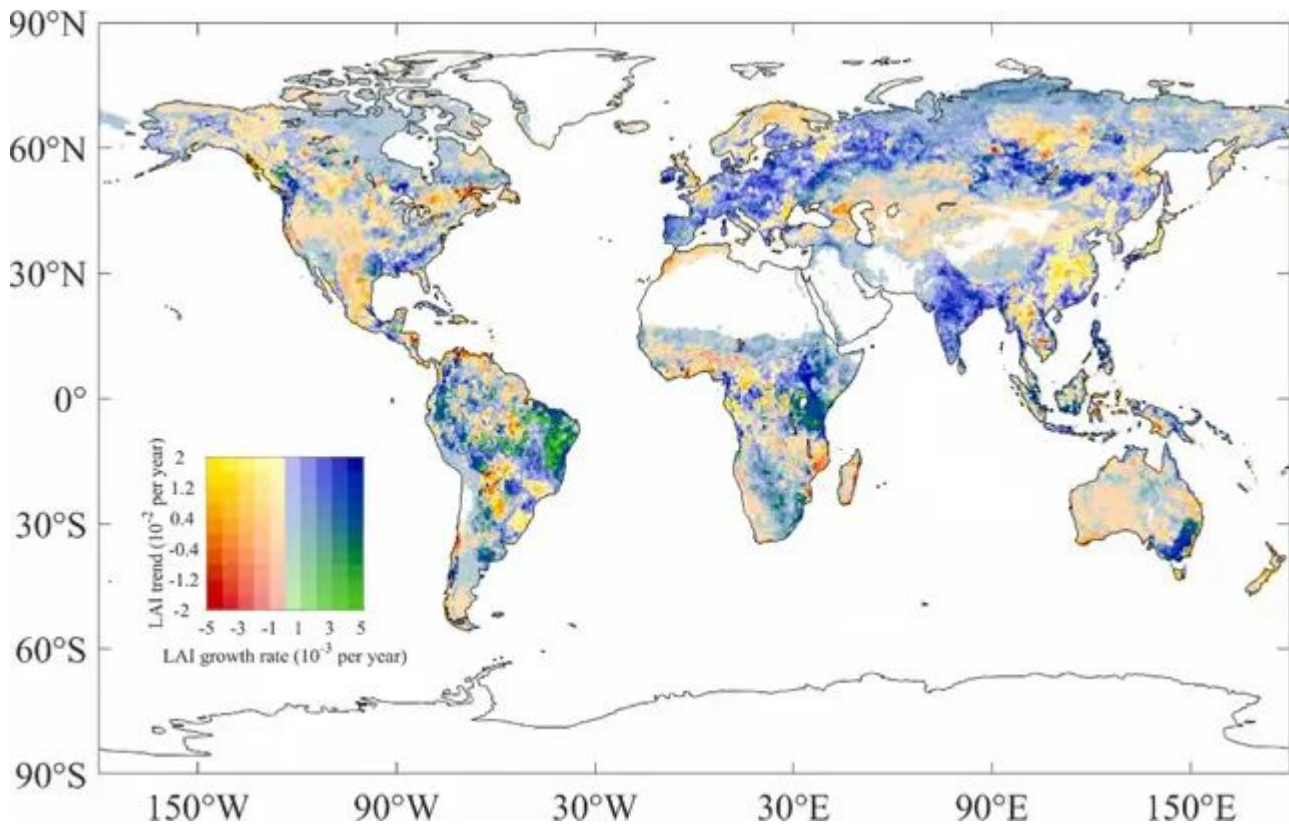 90°N
60°N
30°N
0°
30°S
60°S
90°S
150°W
90°W
30°W
30°E
90°E
150°E
LAI trend (10⁻² per year)
2
1.2
0.4
-0.4
-1.2
-2
-5 -3 -1 1 3 5
LAI growth rate (10⁻³ per year)